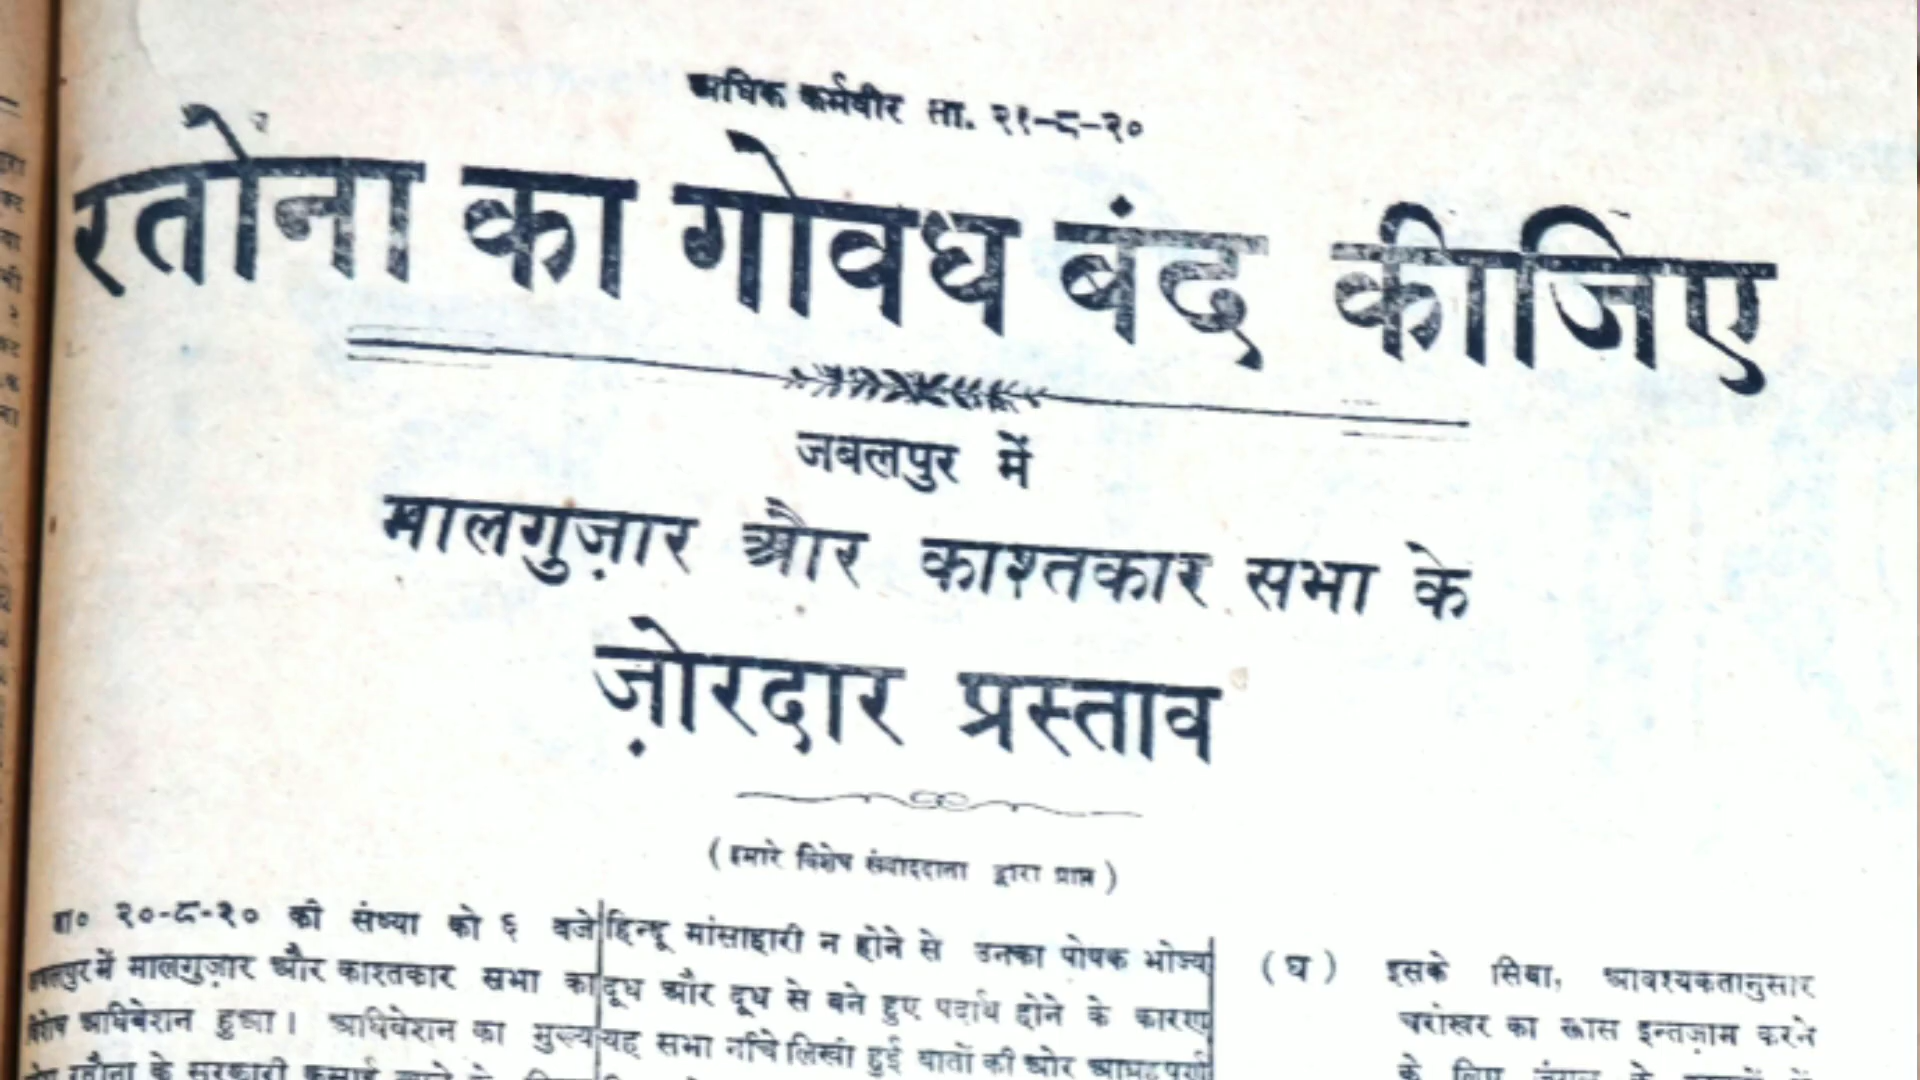 अधिक कर्मवीर ता. २१-८-२०
रतोंना का गोवध बंद कीजिए
जबलपुर में
मालगुज़ार और काश्तकार सभा के
ज़ोरदार प्रस्ताव
( हमारे विशेष संवाददाता द्वारा प्राप्त )
ता० २०-८-२० की संध्या को ६ बजे
जबलपुर में मालगुज़ार और काश्तकार सभा का
विशेष अधिवेशन हुआ। अधिवेशन का मुख्य
के सरकारी
हिन्दू मांसाहारी न होने से उनका पोषक भोज्य
दूध और दूध से बने हुए पदार्थ होने के कारण
यह सभा नीचे लिखी हुई बातों की ओर
( घ ) इसके सिवा, आवश्यकतानुसार
चरोखर का खास इन्तज़ाम करने
के लिए